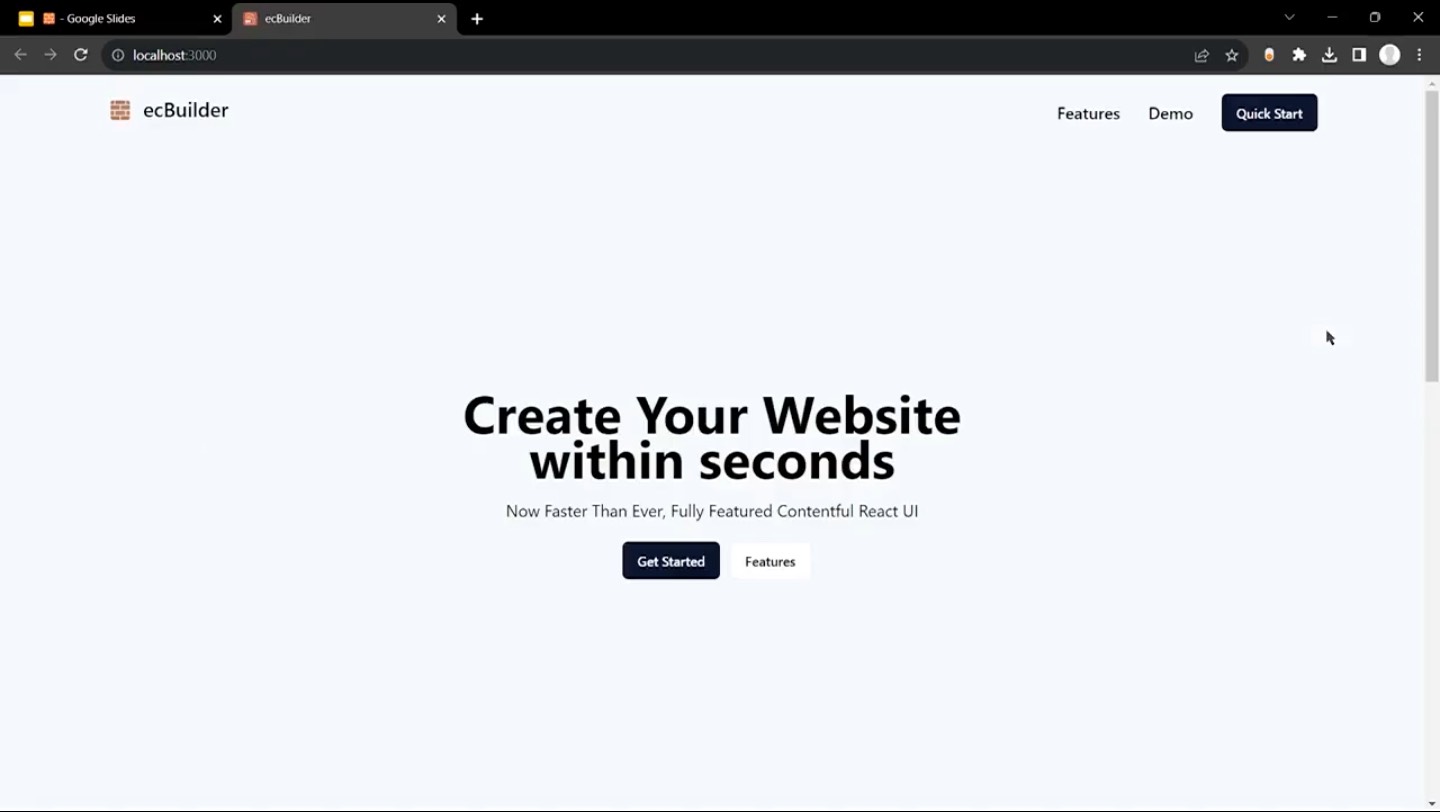 - Google Slides
ecBuilder
localhost:3000
ecBuilder
Features
Demo
Quick Start
Create Your Website
within seconds
Now Faster Than Ever, Fully Featured Contentful React UI
Get Started
Features